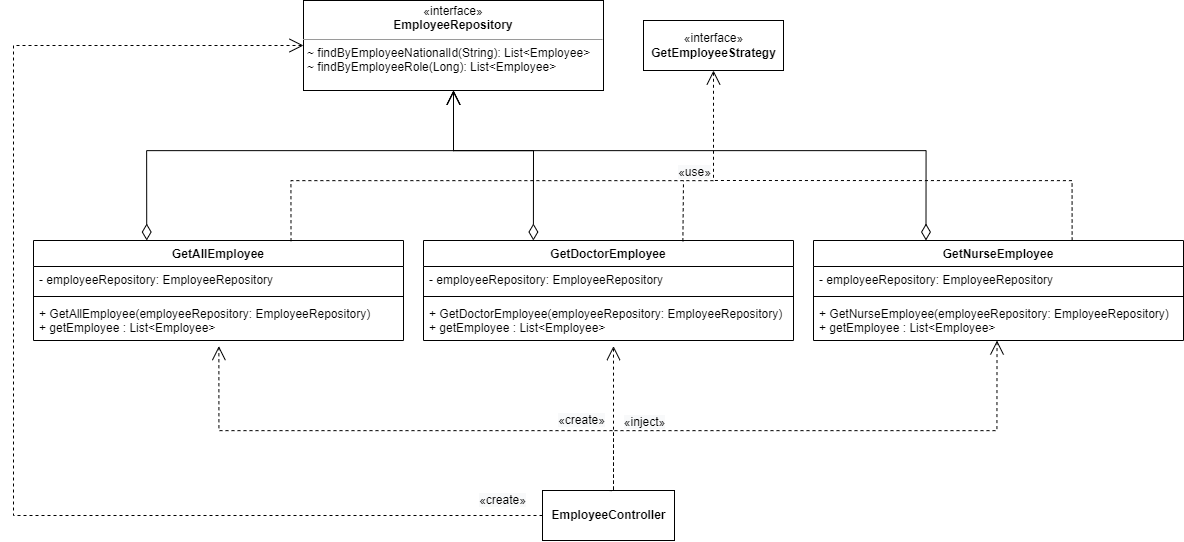 «interface»
EmployeeRepository
~ findByEmployeeNationalId(String): List<Employee>
~ findByEmployeeRole(Long): List<Employee>
«interface»
GetEmployeeStrategy
«use»
GetAllEmployee
- employeeRepository: EmployeeRepository
+ GetAllEmployee(employeeRepository: EmployeeRepository)
+ getEmployee : List<Employee>
GetDoctorEmployee
- employeeRepository: EmployeeRepository
+ GetDoctorEmployee(employeeRepository: EmployeeRepository)
+ getEmployee : List<Employee>
GetNurseEmployee
- employeeRepository: EmployeeRepository
+ GetNurseEmployee(employeeRepository: EmployeeRepository)
+ getEmployee : List<Employee>
«create»
«inject»
«create»
EmployeeController